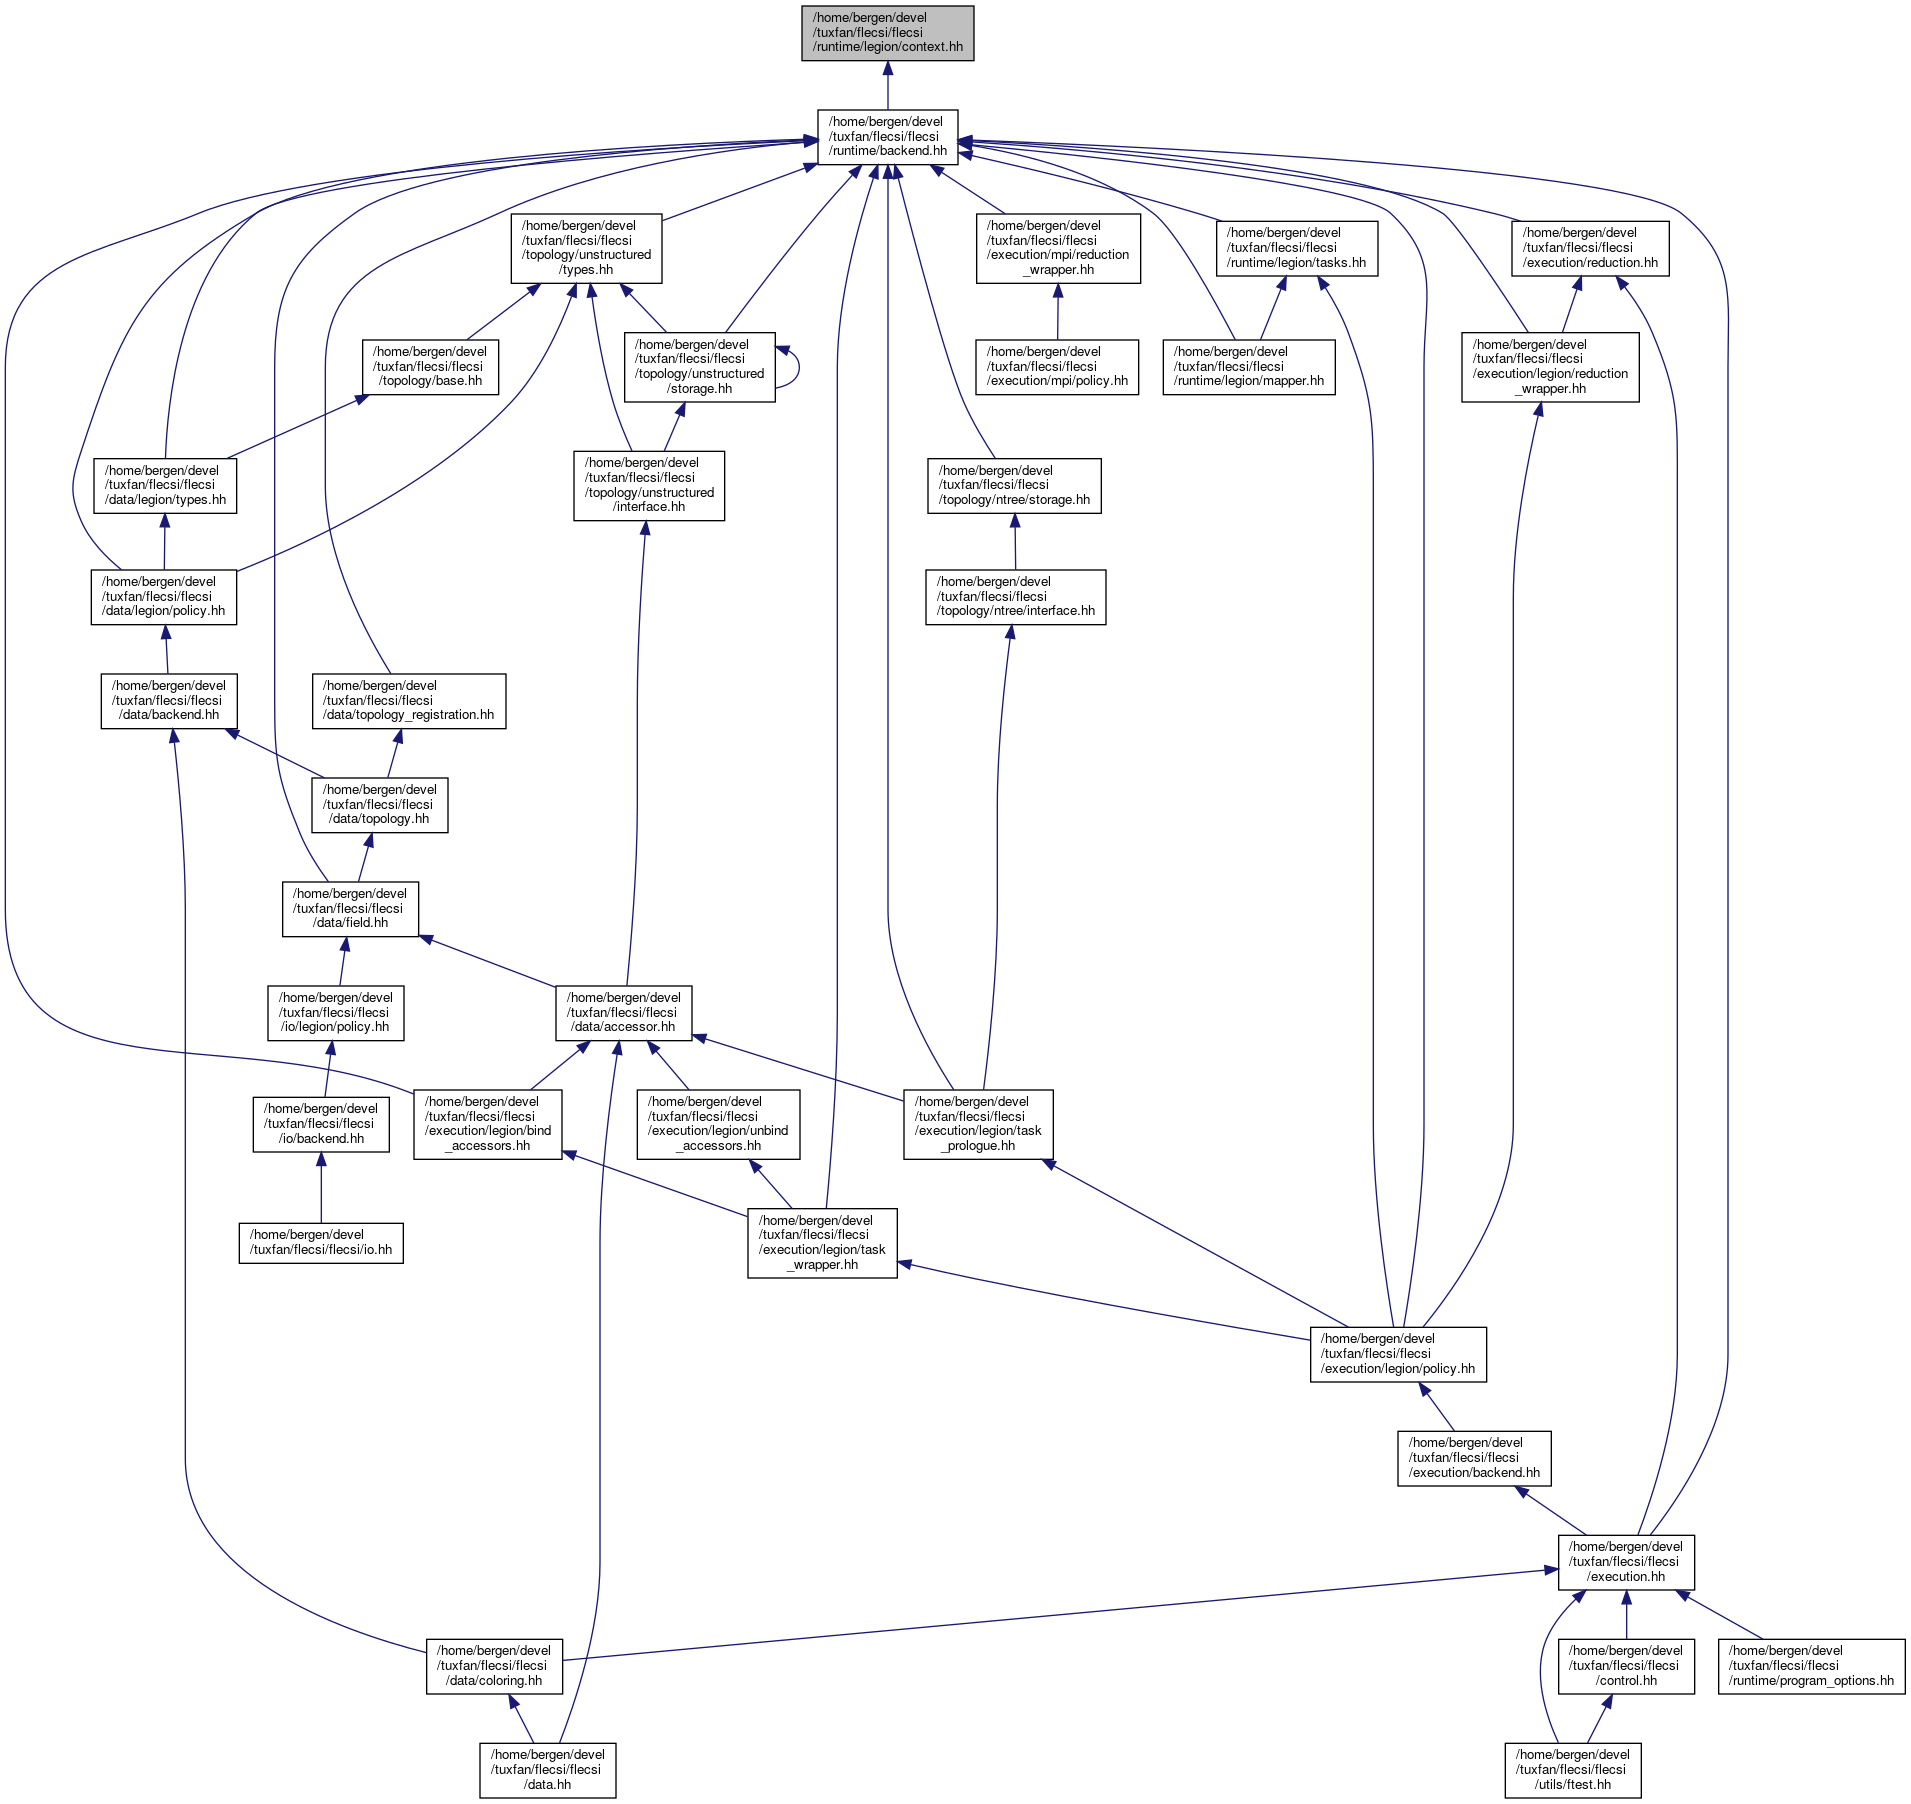 /home/bergen/devel
/tuxfan/flecsi/flecsi
/runtime/legion/context.hh
/home/bergen/devel
/tuxfan/flecsi/flecsi
/runtime/backend.hh
/home/bergen/devel
/tuxfan/flecsi/flecsi
/topology/unstructured
/types.hh
/home/bergen/devel
/tuxfan/flecsi/flecsi
/execution/mpi/reduction
_wrapper.hh
/home/bergen/devel
/tuxfan/flecsi/flecsi
/runtime/legion/tasks.hh
/home/bergen/devel
/tuxfan/flecsi/flecsi
/execution/reduction.hh
/home/bergen/devel
/tuxfan/flecsi/flecsi
/topology/base.hh
/home/bergen/devel
/tuxfan/flecsi/flecsi
/topology/unstructured
/storage.hh
/home/bergen/devel
/tuxfan/flecsi/flecsi
/execution/mpi/policy.hh
/home/bergen/devel
/tuxfan/flecsi/flecsi
/runtime/legion/mapper.hh
/home/bergen/devel
/tuxfan/flecsi/flecsi
/execution/legion/reduction
_wrapper.hh
/home/bergen/devel
/tuxfan/flecsi/flecsi
/data/legion/types.hh
/home/bergen/devel
/tuxfan/flecsi/flecsi
/topology/unstructured
/interface.hh
/home/bergen/devel
/tuxfan/flecsi/flecsi
/topology/ntree/storage.hh
/home/bergen/devel
/tuxfan/flecsi/flecsi
/data/legion/policy.hh
/home/bergen/devel
/tuxfan/flecsi/flecsi
/topology/ntree/interface.hh
/home/bergen/devel
/tuxfan/flecsi/flecsi
/data/backend.hh
/home/bergen/devel
/tuxfan/flecsi/flecsi
/data/topology_registration.hh
/home/bergen/devel
/tuxfan/flecsi/flecsi
/data/topology.hh
/home/bergen/devel
/tuxfan/flecsi/flecsi
/data/field.hh
/home/bergen/devel
/tuxfan/flecsi/flecsi
/io/legion/policy.hh
/home/bergen/devel
/tuxfan/flecsi/flecsi
/data/accessor.hh
/home/bergen/devel
/tuxfan/flecsi/flecsi
/io/backend.hh
/home/bergen/devel
/tuxfan/flecsi/flecsi
/execution/legion/bind
_accessors.hh
/home/bergen/devel
/tuxfan/flecsi/flecsi
/execution/legion/unbind
_accessors.hh
/home/bergen/devel
/tuxfan/flecsi/flecsi
/execution/legion/task
_prologue.hh
/home/bergen/devel
/tuxfan/flecsi/flecsi/io.hh
/home/bergen/devel
/tuxfan/flecsi/flecsi
/execution/legion/task
_wrapper.hh
/home/bergen/devel
/tuxfan/flecsi/flecsi
/execution/legion/policy.hh
/home/bergen/devel
/tuxfan/flecsi/flecsi
/execution/backend.hh
/home/bergen/devel
/tuxfan/flecsi/flecsi
/execution.hh
/home/bergen/devel
/tuxfan/flecsi/flecsi
/data/coloring.hh
/home/bergen/devel
/tuxfan/flecsi/flecsi
/control.hh
/home/bergen/devel
/tuxfan/flecsi/flecsi
/runtime/program_options.hh
/home/bergen/devel
/tuxfan/flecsi/flecsi
/data.hh
/home/bergen/devel
/tuxfan/flecsi/flecsi
/utils/ftest.hh